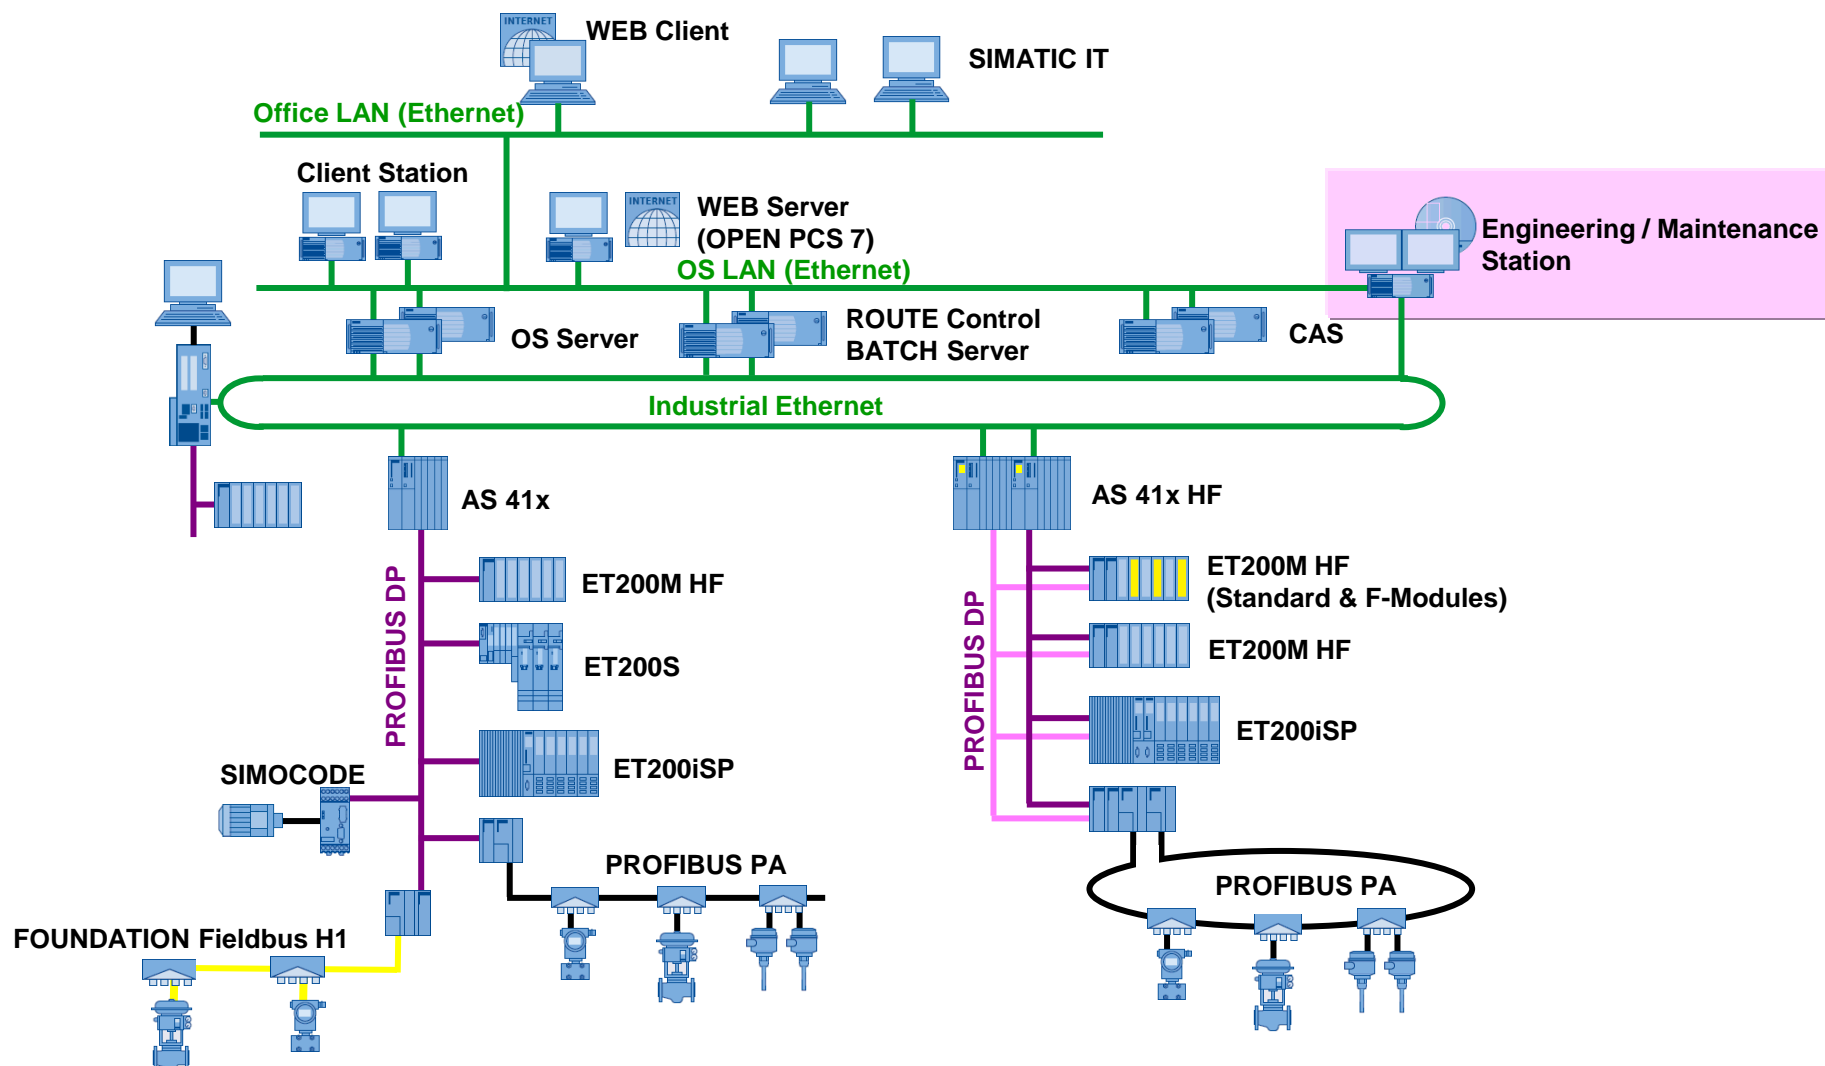 INTERNET
WEB Client
SIMATIC IT
Office LAN (Ethernet)
Client Station
INTERNET
WEB Server
(OPEN PCS 7)
OS LAN (Ethernet)
Engineering / Maintenance
Station
OS Server
ROUTE Control
BATCH Server
CAS
Industrial Ethernet
AS 41x
AS 41x HF
PROFIBUS DP
ET200M HF
ET200S
ET200iSP
SIMOCODE
PROFIBUS PA
FOUNDATION Fieldbus H1
PROFIBUS DP
ET200M HF
(Standard & F-Modules)
ET200M HF
ET200iSP
PROFIBUS PA